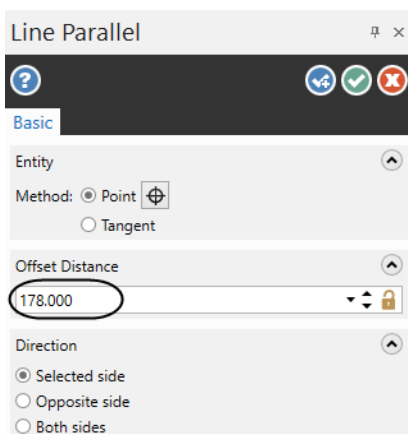 Line Parallel
Basic
Entity
Method: Point
Tangent
Offset Distance
178.000
Direction
Selected side
Opposite side
Both sides